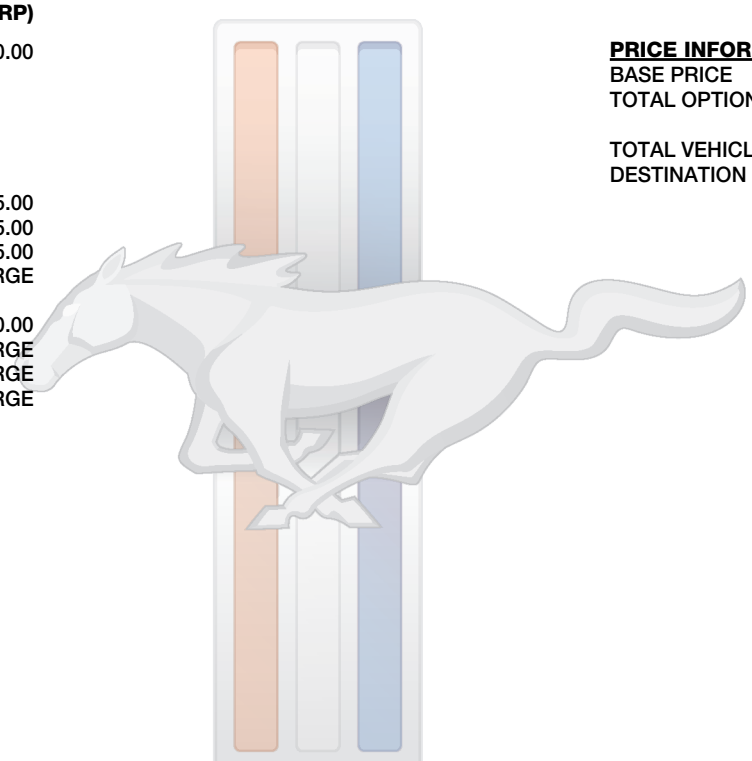 RP)
0.00
5.00
5.00
5.00
RGE
0.00
RGE
RGE
RGE
PRICE INFOR
BASE PRICE
TOTAL OPTION
TOTAL VEHICL
DESTINATION